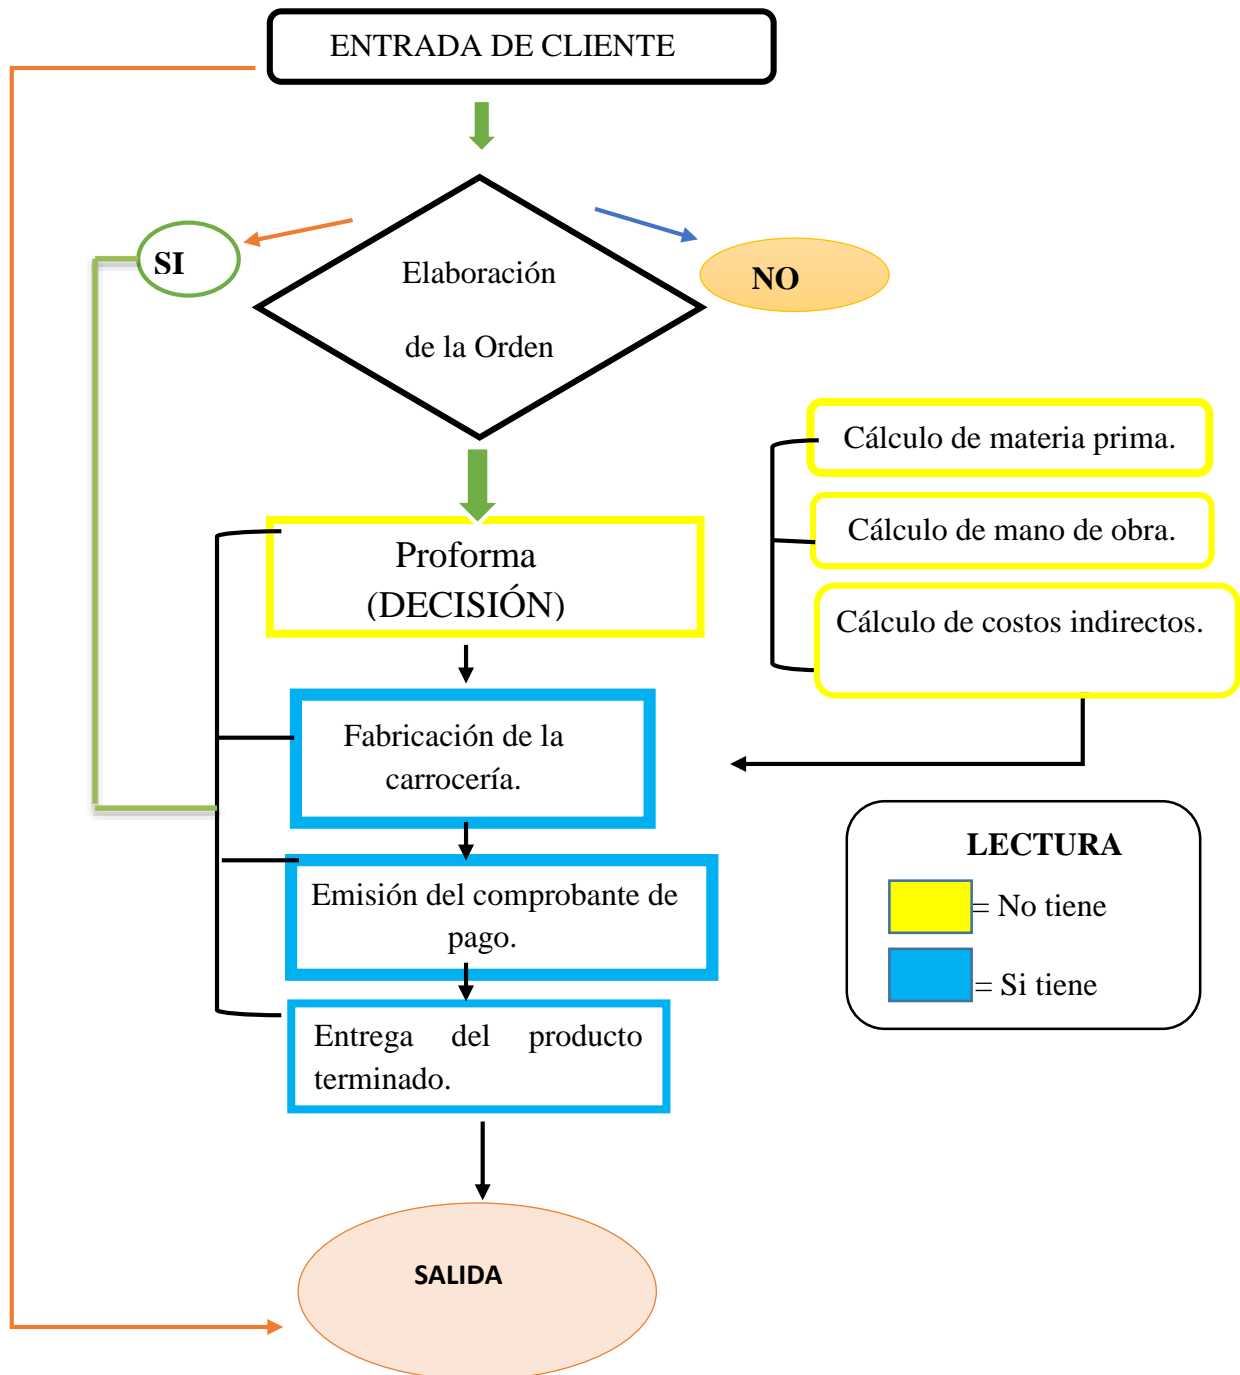 ENTRADA DE CLIENTE
SI
NO
Elaboración
de la Orden
Cálculo de materia prima.
Cálculo de mano de obra.
Cálculo de costos indirectos.
Proforma
(DECISIÓN)
Fabricación de la
carrocería.
Emisión del comprobante de
pago.
Entrega del producto
terminado.
LECTURA
= No tiene
= Si tiene
SALIDA